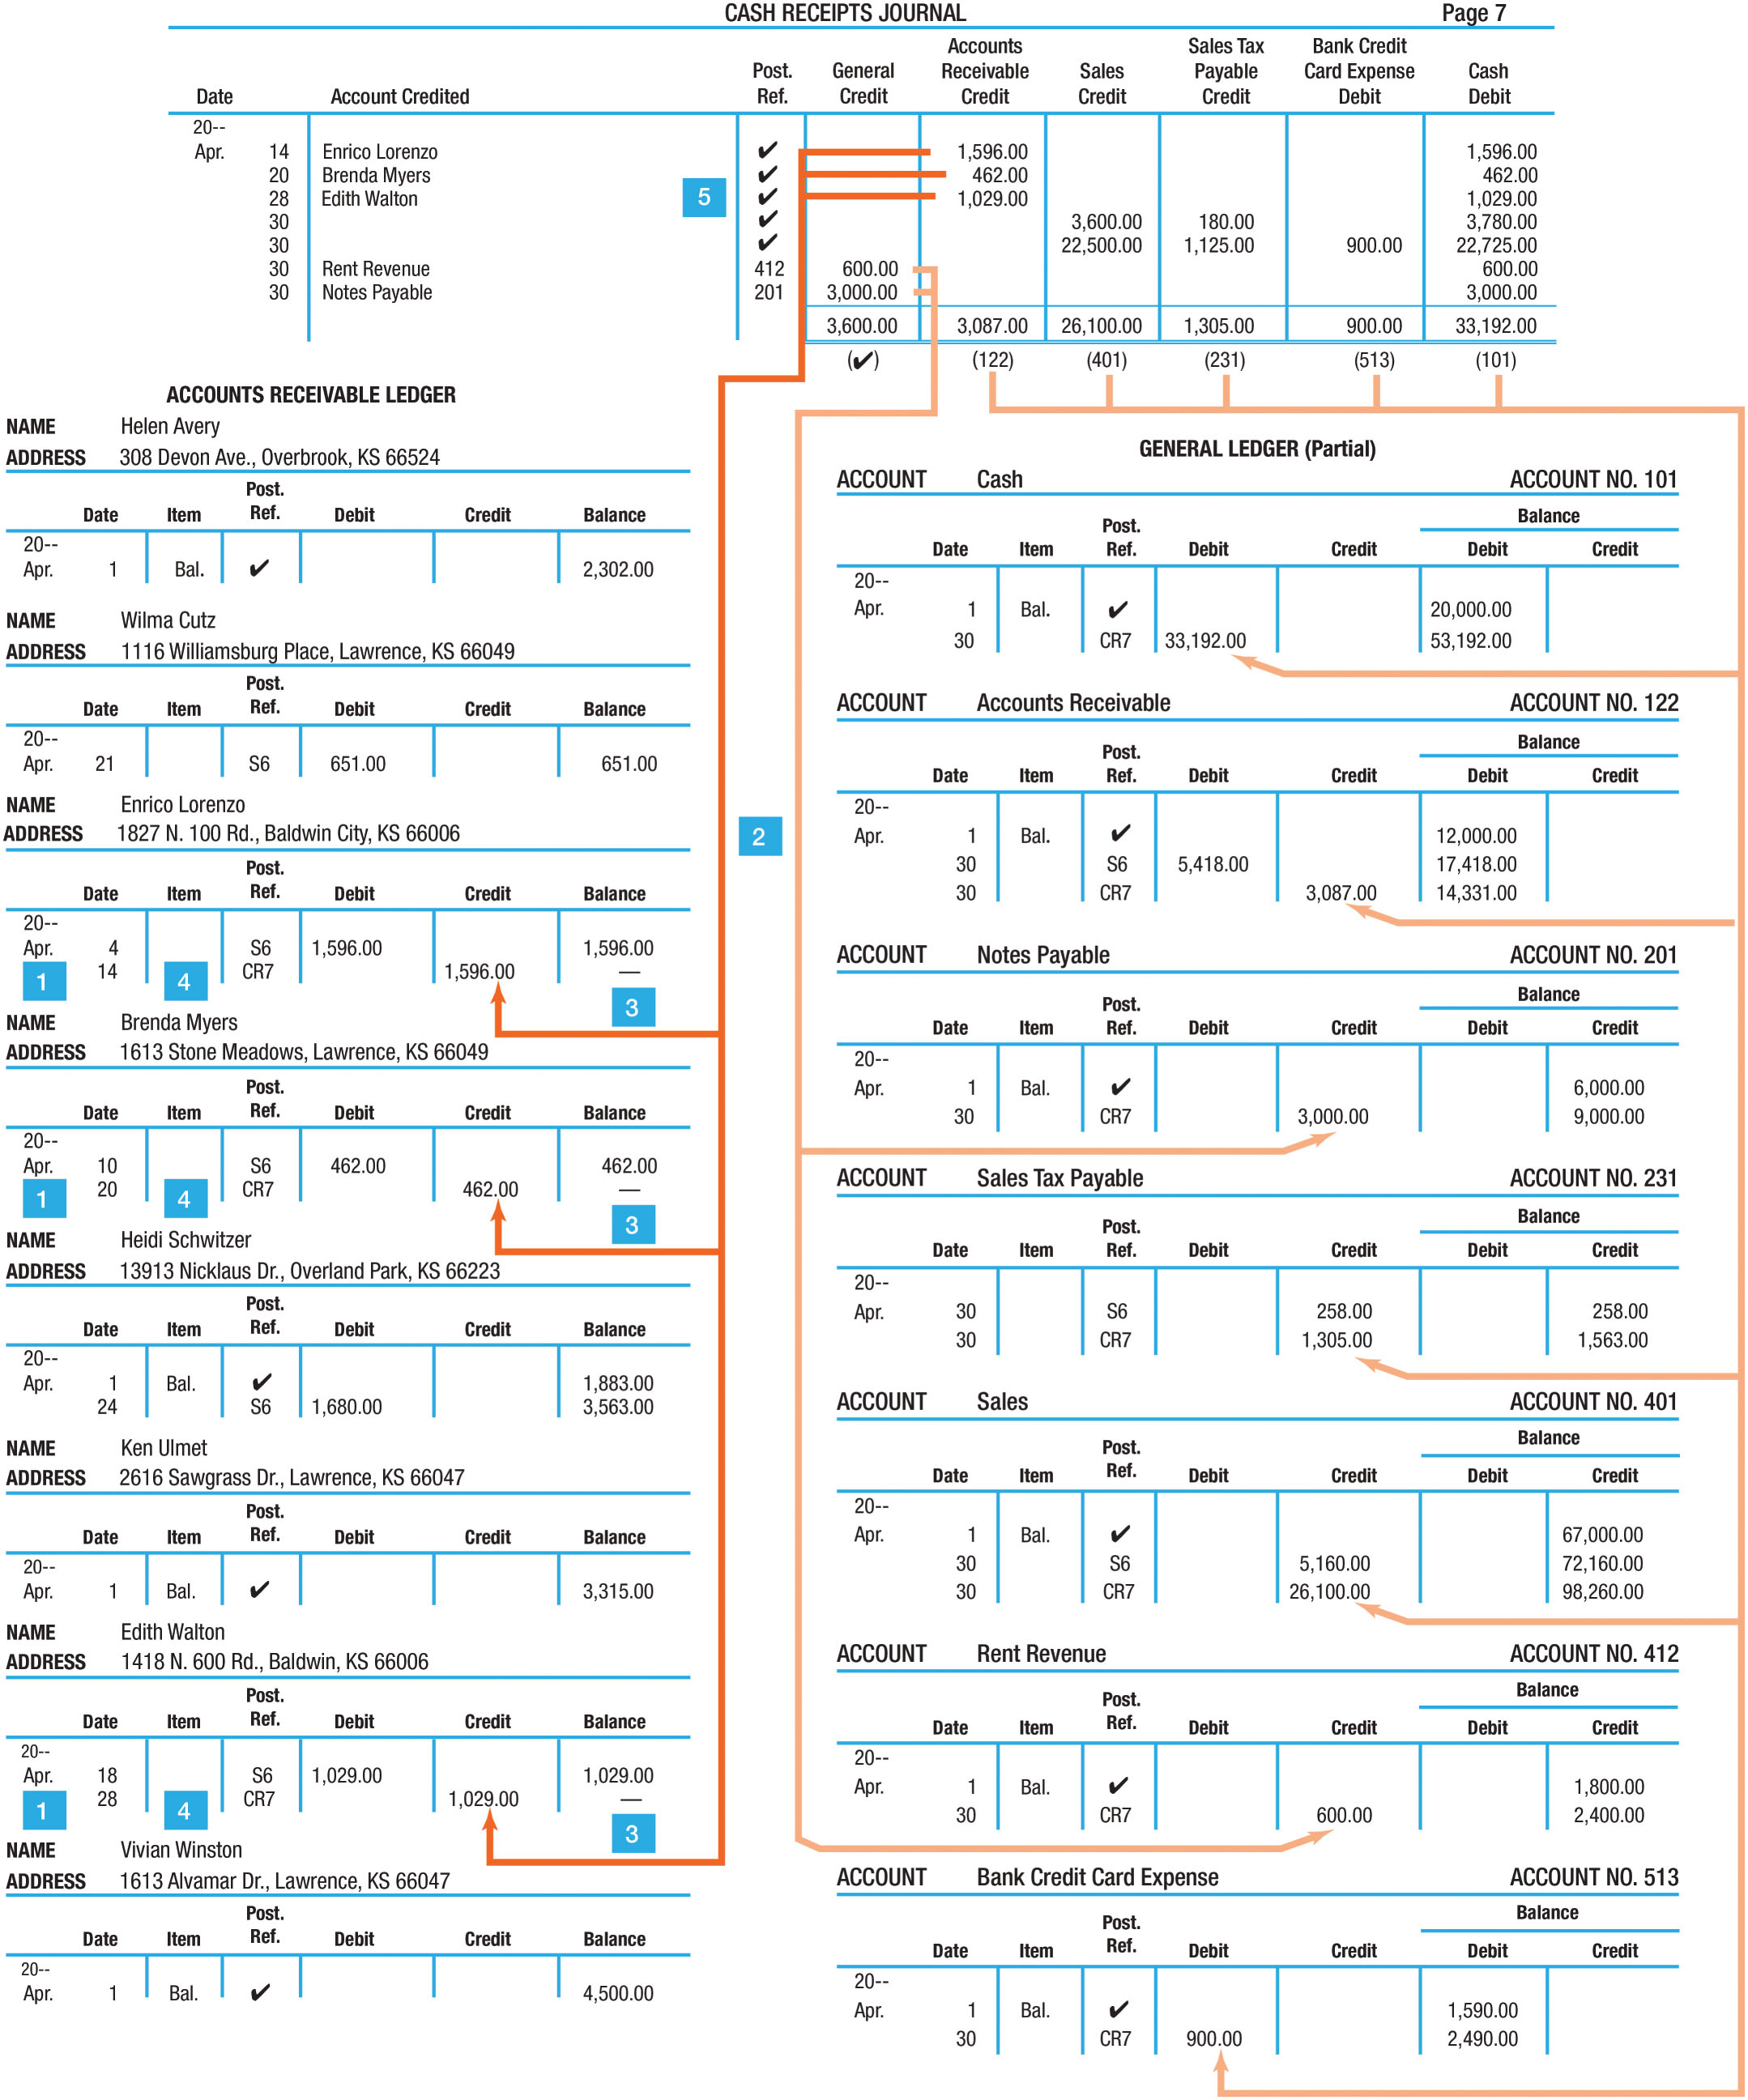 CASH RECEIPTS JOURNAL Page 7
Accounts Sales Tax Bank Credit
Post. General Receivable Sales Payable Card Expense Cash
Date Account Credited Ref. Credit Credit Credit Credit Debit Debit
20--
Apr. 14 Enrico Lorenzo ✔ 1,596.00 1,596.00
20 Brenda Myers ✔ 462.00 462.00
28 Edith Walton 5 ✔ 1,029.00 1,029.00
30 ✔ 3,600.00 180.00 3,780.00
30 ✔ 22,500.00 1,125.00 900.00 22,725.00
30 Rent Revenue 412 600.00 600.00
30 Notes Payable 201 3,000.00 3,000.00
3,600.00 3,087.00 26,100.00 1,305.00 900.00 33,192.00
(✔) (122) (401) (231) (513) (101)
ACCOUNTS RECEIVABLE LEDGER
NAME Helen Avery
ADDRESS 308 Devon Ave., Overbrook, KS 66524
Post.
Date Item Ref. Debit Credit Balance
20--
Apr. 1 Bal. ✔ 2,302.00
NAME Wilma Cutz
ADDRESS 1116 Williamsburg Place, Lawrence, KS 66049
Post.
Date Item Ref. Debit Credit Balance
20--
Apr. 21 S6 651.00 651.00
NAME Enrico Lorenzo
ADDRESS 1827 N. 100 Rd., Baldwin City, KS 66006
Post.
Date Item Ref. Debit Credit Balance
20--
Apr. 4 S6 1,596.00 1,596.00
1 14 4 CR7 1,596.00 —
3
NAME Brenda Myers
ADDRESS 1613 Stone Meadows, Lawrence, KS 66049
Post.
Date Item Ref. Debit Credit Balance
20--
Apr. 10 S6 462.00 462.00
1 20 4 CR7 462.00 —
3
NAME Heidi Schwitzer
ADDRESS 13913 Nicklaus Dr., Overland Park, KS 66223
Post.
Date Item Ref. Debit Credit Balance
20--
Apr. 1 Bal. ✔ 1,883.00
24 S6 1,680.00 3,563.00
NAME Ken Ulmet
ADDRESS 2616 Sawgrass Dr., Lawrence, KS 66047
Post.
Date Item Ref. Debit Credit Balance
20--
Apr. 1 Bal. ✔ 3,315.00
NAME Edith Walton
ADDRESS 1418 N. 600 Rd., Baldwin, KS 66006
Post.
Date Item Ref. Debit Credit Balance
20--
Apr. 18 S6 1,029.00 1,029.00
1 28 4 CR7 1,029.00 —
3
NAME Vivian Winston
ADDRESS 1613 Alvamar Dr., Lawrence, KS 66047
Post.
Date Item Ref. Debit Credit Balance
20--
Apr. 1 Bal. ✔ 4,500.00
2
GENERAL LEDGER (Partial)
ACCOUNT Cash ACCOUNT NO. 101
Balance
Post.
Date Item Ref. Debit Credit Debit Credit
20--
Apr. 1 Bal. ✔ 20,000.00
30 CR7 33,192.00 53,192.00
ACCOUNT Accounts Receivable ACCOUNT NO. 122
Balance
Post.
Date Item Ref. Debit Credit Debit Credit
20--
Apr. 1 Bal. ✔ 12,000.00
30 S6 5,418.00 17,418.00
30 CR7 3,087.00 14,331.00
ACCOUNT Notes Payable ACCOUNT NO. 201
Balance
Post.
Date Item Ref. Debit Credit Debit Credit
20--
Apr. 1 Bal. ✔ 6,000.00
30 CR7 3,000.00 9,000.00
ACCOUNT Sales Tax Payable ACCOUNT NO. 231
Balance
Post.
Date Item Ref. Debit Credit Debit Credit
20--
Apr. 30 S6 258.00 258.00
30 CR7 1,305.00 1,563.00
ACCOUNT Sales ACCOUNT NO. 401
Balance
Post.
Date Item Ref. Debit Credit Debit Credit
20--
Apr. 1 Bal. ✔ 67,000.00
30 S6 5,160.00 72,160.00
30 CR7 26,100.00 98,260.00
ACCOUNT Rent Revenue ACCOUNT NO. 412
Balance
Post.
Date Item Ref. Debit Credit Debit Credit
20--
Apr. 1 Bal. ✔ 1,800.00
30 CR7 600.00 2,400.00
ACCOUNT Bank Credit Card Expense ACCOUNT NO. 513
Balance
Post.
Date Item Ref. Debit Credit Debit Credit
20--
Apr. 1 Bal. ✔ 1,590.00
30 CR7 900.00 2,490.00